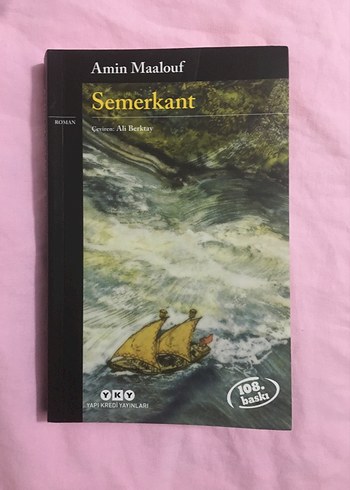 Amin Maalouf
Semerkant
ROMAN
Çeviren: Ali Berktay
YKY
YAPI KREDİ YAYINLARI
108.
baskı